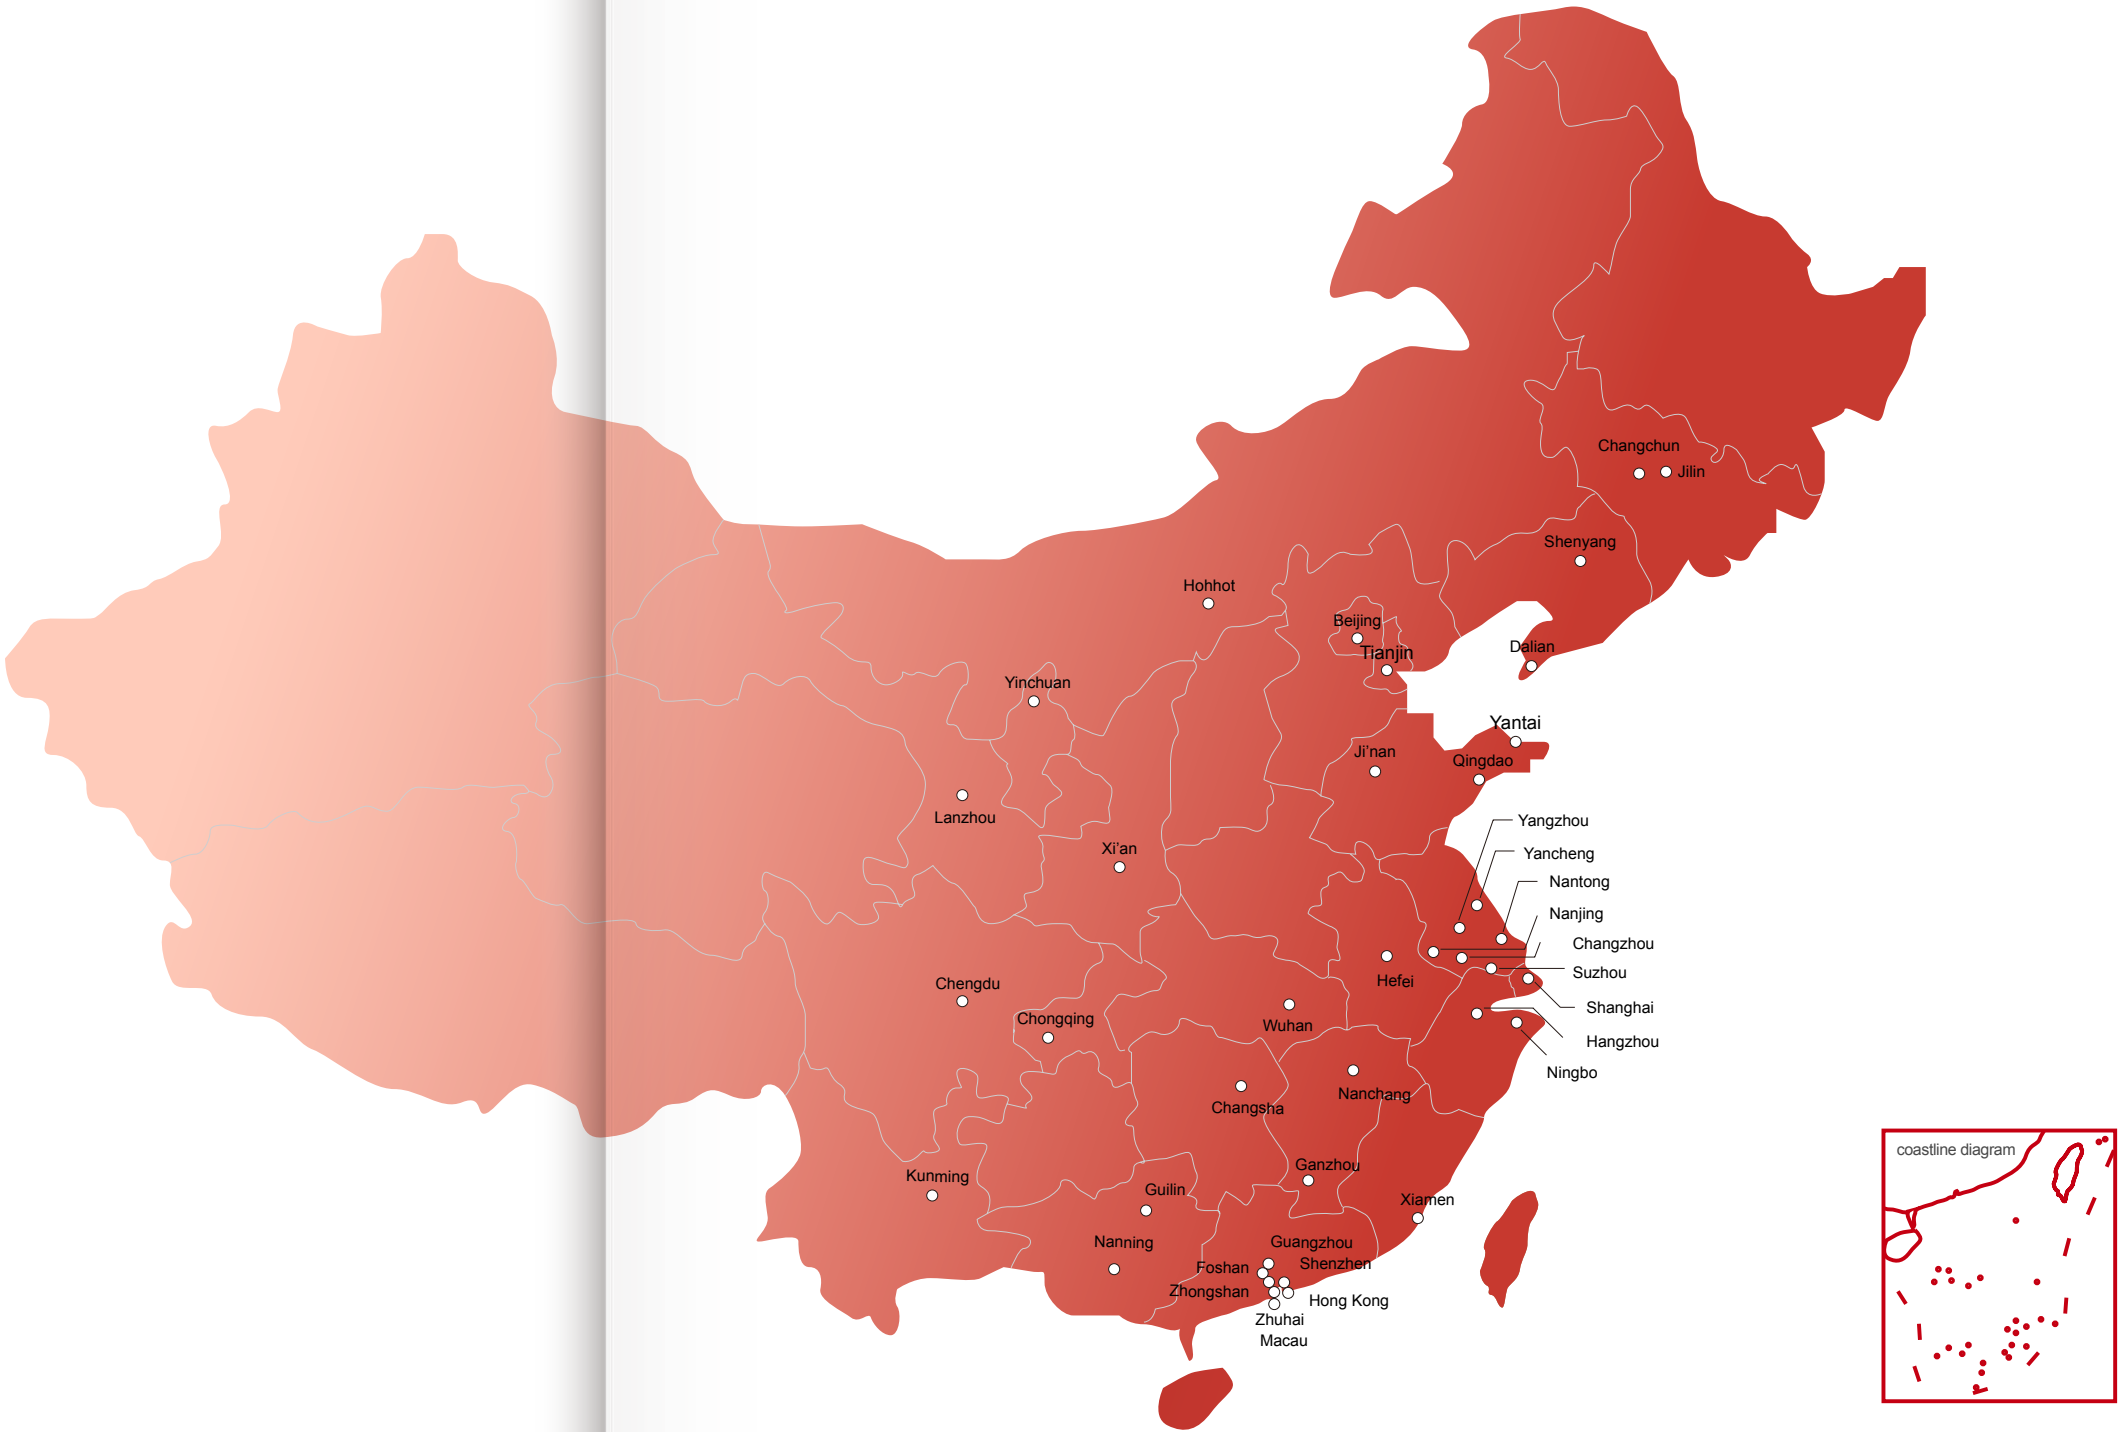 Changchun
Jilin
Shenyang
Hohhot
Beijing
Tianjin
Dalian
Yinchuan
Yantai
Ji'nan
Qingdao
Lanzhou
Yangzhou
Xi'an
Yancheng
Nantong
Nanjing
Changzhou
Suzhou
Hefei
Chengdu
Shanghai
Chongqing
Wuhan
Hangzhou
Ningbo
Nanchang
Changsha
coastline diagram
Ganzhou
Kunming
Guilin
Xiamen
Nanning
Guangzhou
Shenzhen
Foshan
Zhongshan
Hong Kong
Zhuhai
Macau